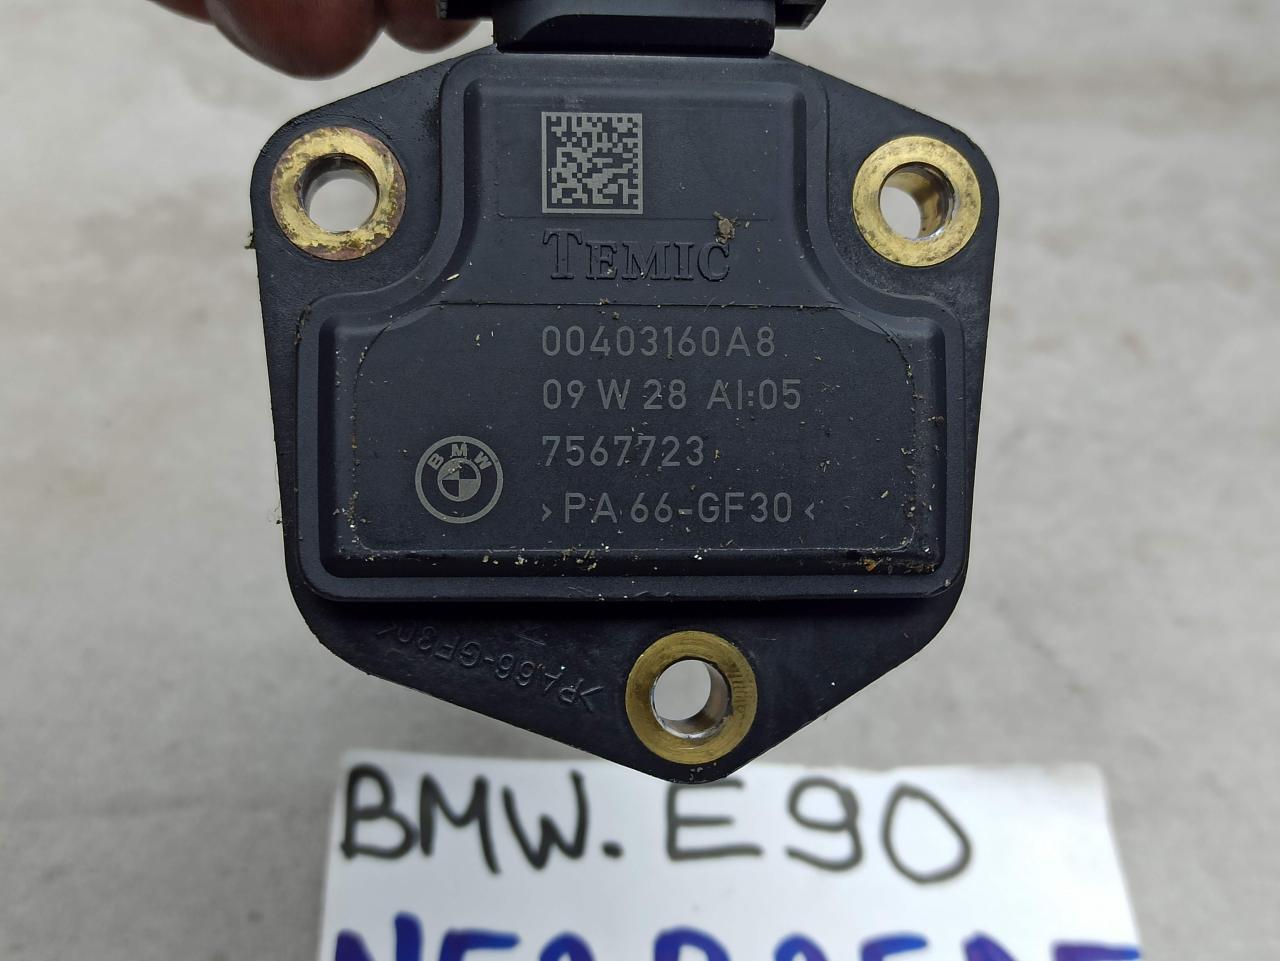 TEMIC
00403160A8
09 W 28 AI:05
7567723
BMW
>PA 66-GF30<
>PA66-GF30<
BMW. E90